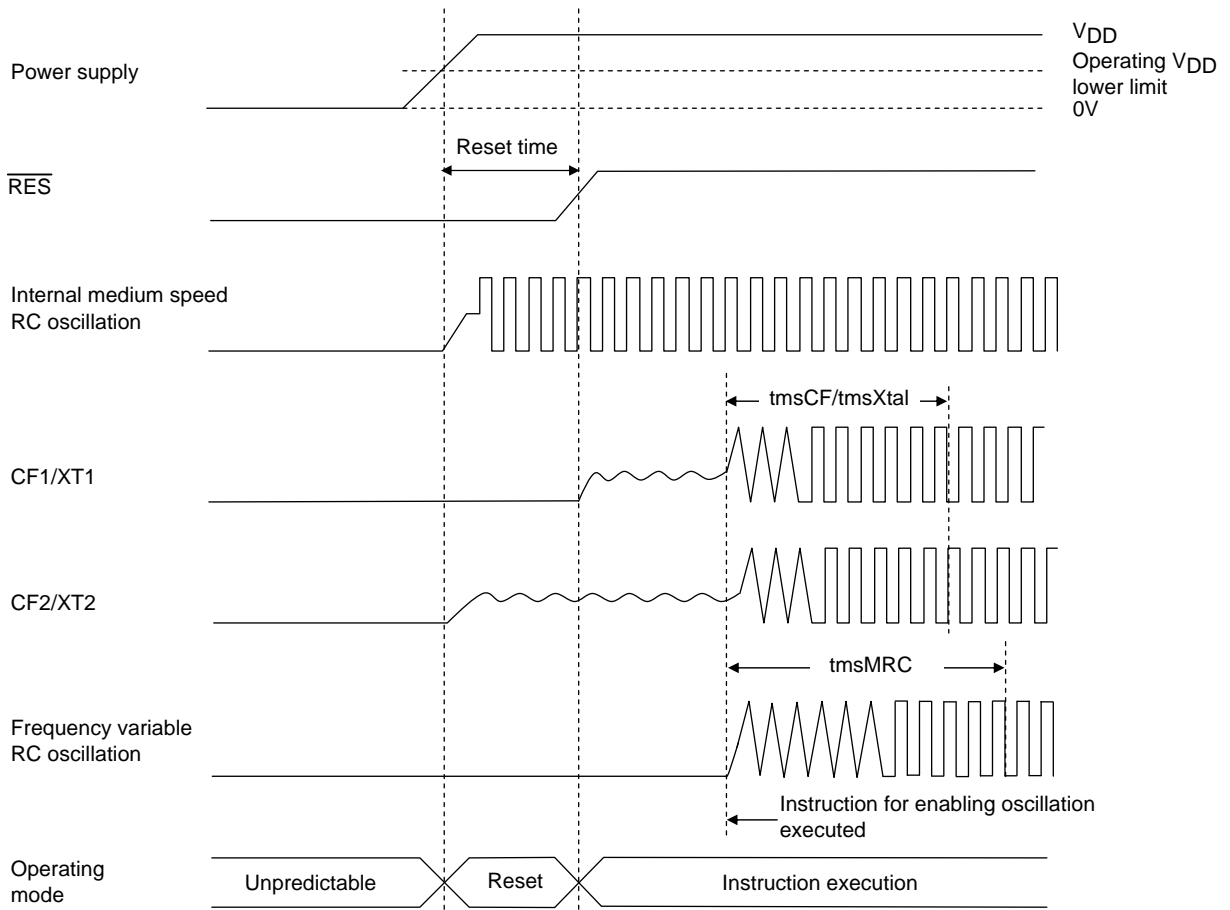 VDD
Operating VDD
lower limit
0V
Power supply
Reset time
RES
Internal medium speed
RC oscillation
tmsCF/tmsXtal
CF1/XT1
CF2/XT2
tmsMRC
Frequency variable
RC oscillation
Instruction for enabling oscillation
executed
Operating
mode
Unpredictable
Reset
Instruction execution